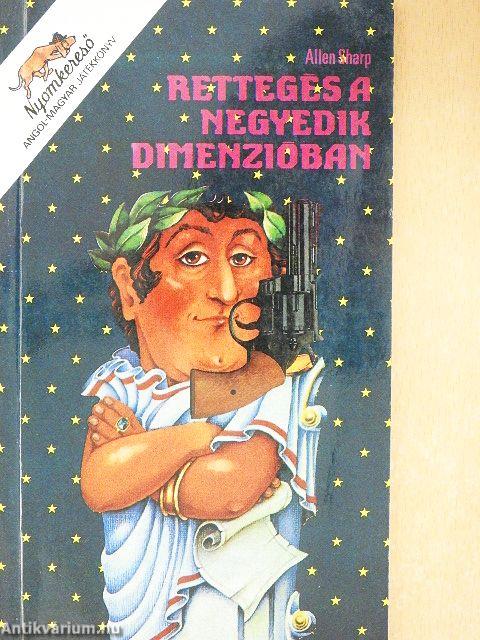 Nyomkereső
ANGOL-MAGYAR JÁTÉKKÖNYV
Allen Sharp
RETTEGÉS A
NEGYEDIK
DIMENZIÓBAN
Antikvarium.hu